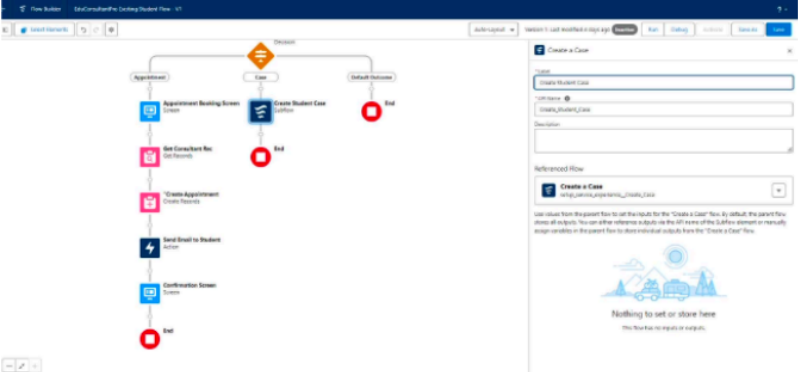 Flow Builder
EduConsultantPro Existing Student Flow - V1
?
Select Elements
Auto-Layout
Version 1: Last modified 6 days ago
Inactive
Run
Debug
Activate
Save As
Save
Decision
Appointment
Case
Default Outcome
Appointment Booking Screen
Screen
Create Student Case
Subflow
End
Get Consultant Rec
Get Records
End
*Create Appointment
Create Records
Send Email to Student
Action
Confirmation Screen
Screen
End
Create a Case
*Label
Create Student Case
*API Name
Create_Student_Case
Description
Referenced Flow
Create a Case
setup_service_experience__Create_Case
Use values from the parent flow to set the inputs for the "Create a Case" flow. By default, the parent flow
stores all outputs. You can either reference outputs via the API name of the Subflow element or manually
assign variables in the parent flow to store individual outputs from the "Create a Case" flow.
Nothing to set or store here
This flow has no inputs or outputs.